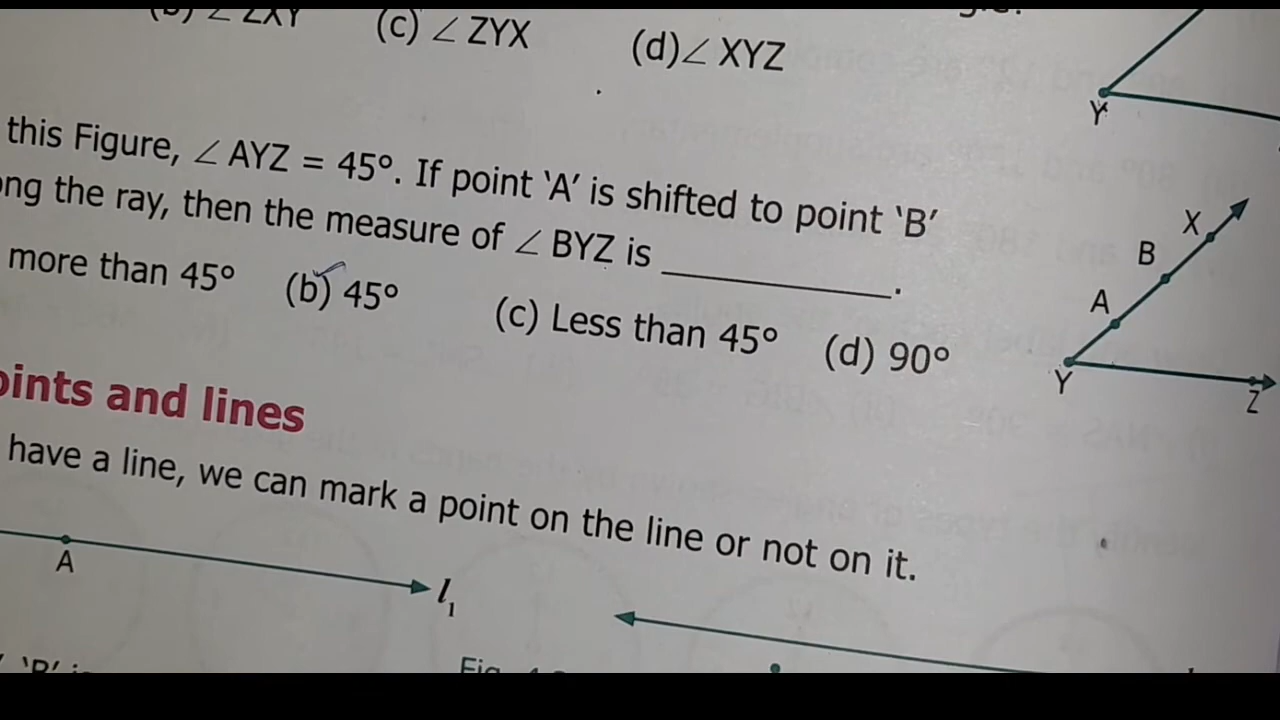 (b) ∠ ZXY (c) ∠ ZYX (d)∠ XYZ
Y
this Figure, ∠ AYZ = 45°. If point ‘A’ is shifted to point ‘B’
the ray, then the measure of ∠ BYZ is ____________.
more than 45° (b) 45° (c) Less than 45° (d) 90°
X
B
A
Y
Z
and lines
have a line, we can mark a point on the line or not on it.
A
l₁
‘B’
Fig.